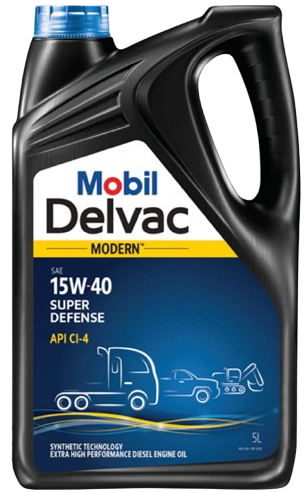 Mobil
Delvac
MODERN™
SAE
15W-40
SUPER
DEFENSE
API CI-4
5L
SYNTHETIC TECHNOLOGY
EXTRA HIGH PERFORMANCE DIESEL ENGINE OIL